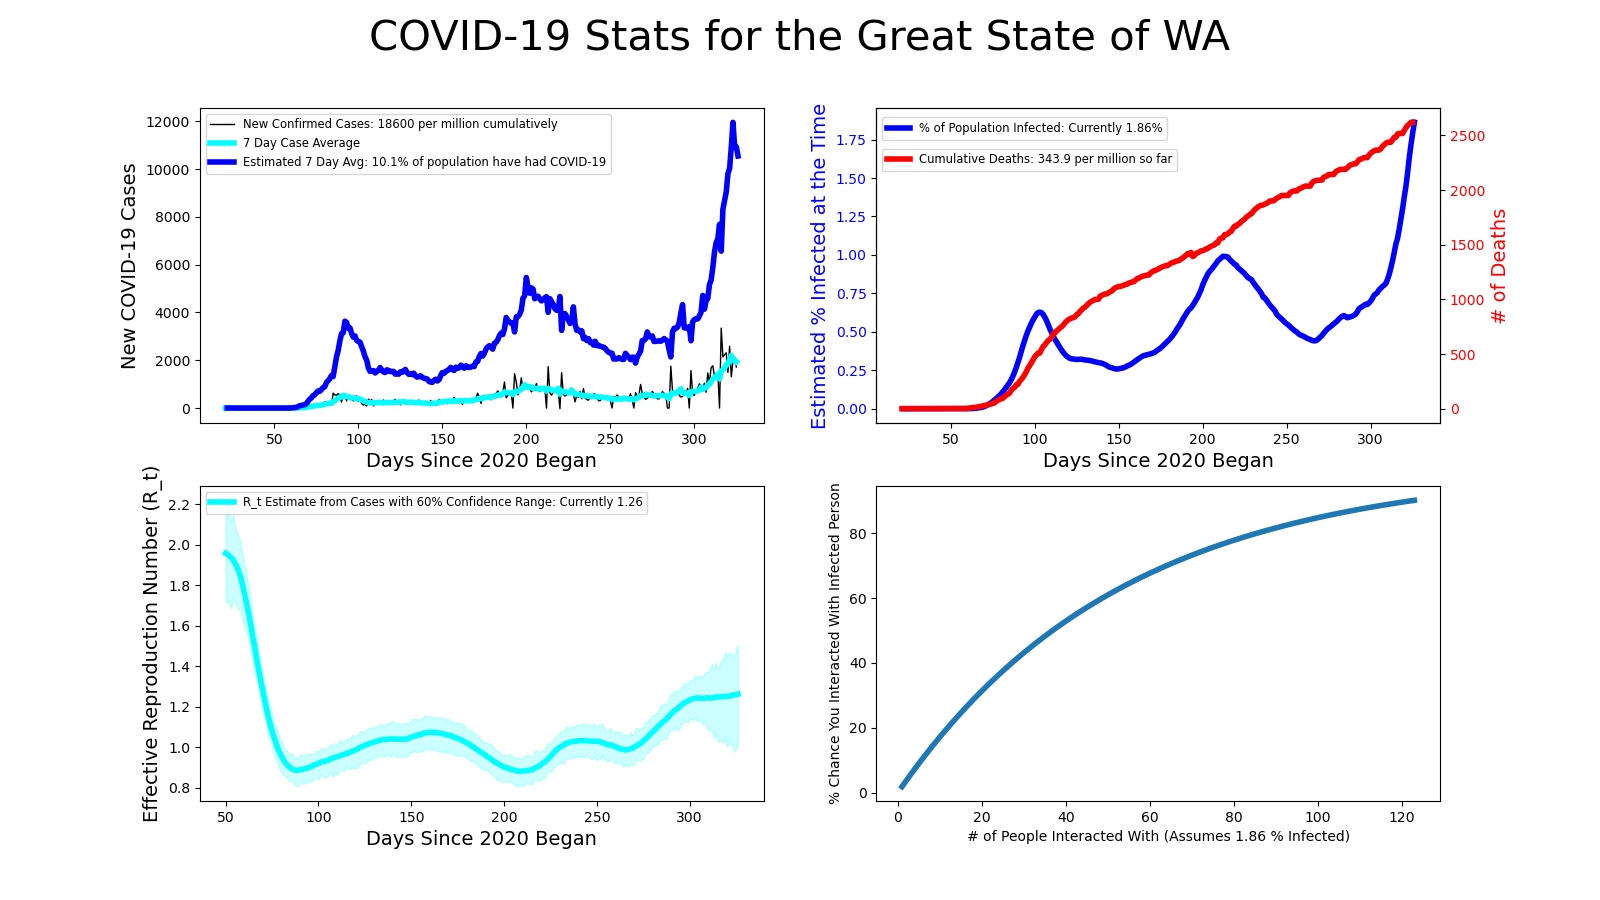 COVID-19 Stats for the Great State of WA
New COVID-19 Cases
12000
10000
8000
6000
4000
2000
0
New Confirmed Cases: 18600 per million cumulatively
7 Day Case Average
Estimated 7 Day Avg: 10.1% of population have had COVID-19
50 100 150 200 250 300
Days Since 2020 Began
Estimated % Infected at the Time
1.75
1.50
1.25
1.00
0.75
0.50
0.25
0.00
% of Population Infected: Currently 1.86%
Cumulative Deaths: 343.9 per million so far
2500
2000
1500
1000
500
0
# of Deaths
50 100 150 200 250 300
Days Since 2020 Began
Effective Reproduction Number (R_t)
2.2
2.0
1.8
1.6
1.4
1.2
1.0
0.8
R_t Estimate from Cases with 60% Confidence Range: Currently 1.26
50 100 150 200 250 300
Days Since 2020 Began
% Chance You Interacted With Infected Person
80
60
40
20
0
0 20 40 60 80 100 120
# of People Interacted With (Assumes 1.86 % Infected)